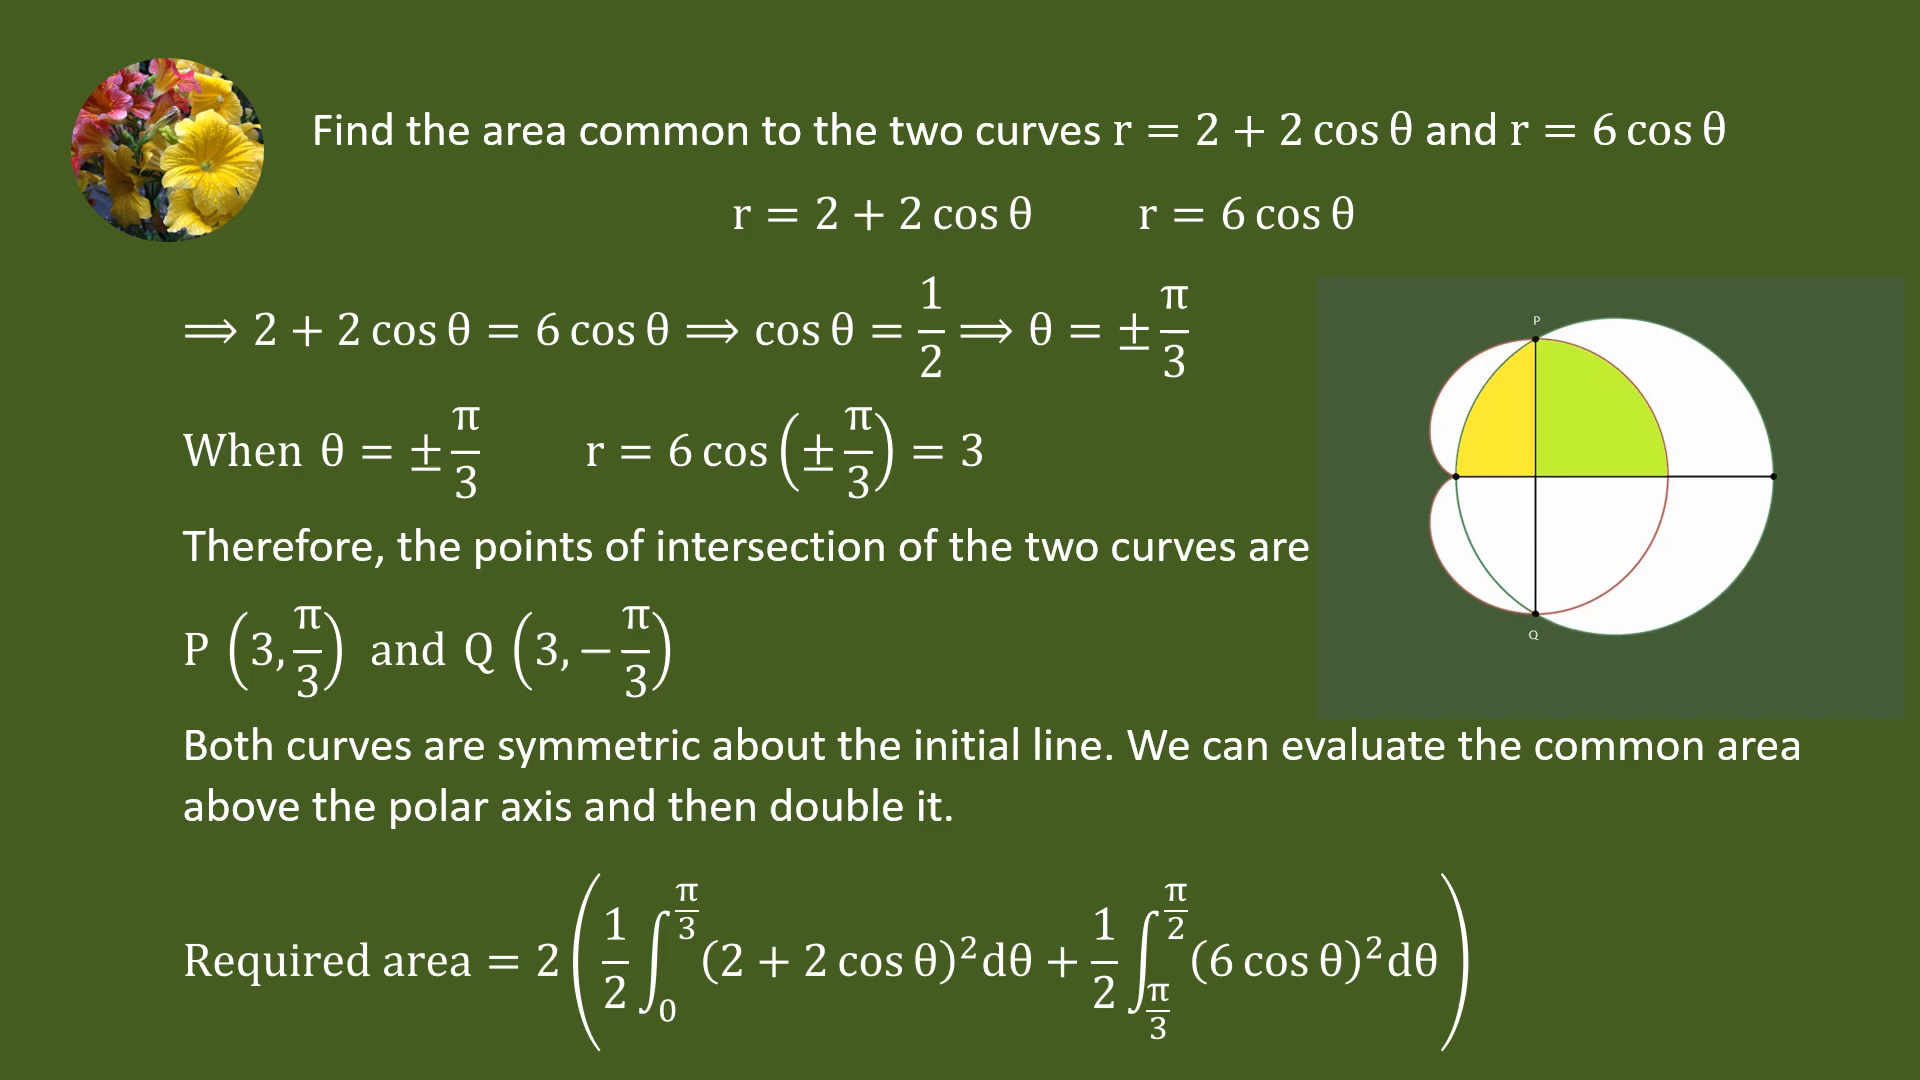 Find the area common to the two curves r = 2 + 2 cos θ and r = 6 cos θ
r = 2 + 2 cos θ r = 6 cos θ
⟹ 2 + 2 cos θ = 6 cos θ ⟹ cos θ = 1/2 ⟹ θ = ± π/3
When θ = ± π/3 r = 6 cos (± π/3) = 3
Therefore, the points of intersection of the two curves are
P (3, π/3) and Q (3, − π/3)
P
Q
Both curves are symmetric about the initial line. We can evaluate the common area
above the polar axis and then double it.
Required area = 2 (1/2 ∫₀^(π/3) (2 + 2 cos θ)² dθ + 1/2 ∫_(π/3)^(π/2) (6 cos θ)² dθ)